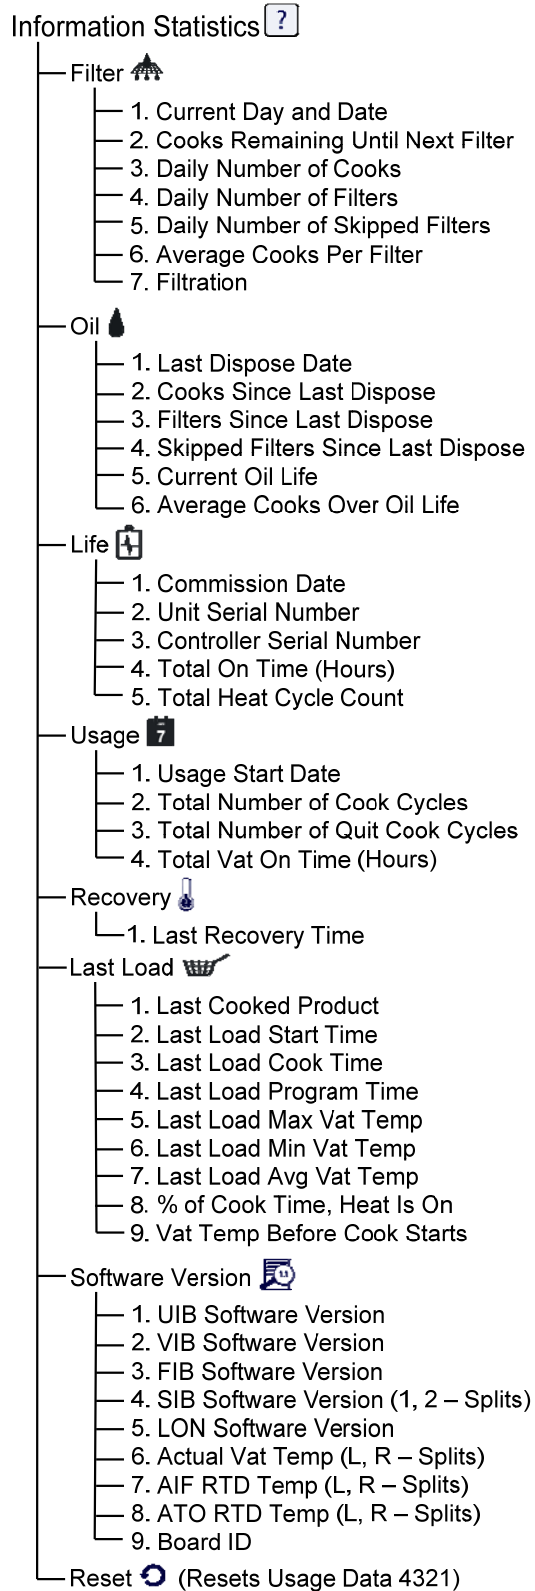 Information Statistics ?
Filter
1. Current Day and Date
2. Cooks Remaining Until Next Filter
3. Daily Number of Cooks
4. Daily Number of Filters
5. Daily Number of Skipped Filters
6. Average Cooks Per Filter
7. Filtration
Oil
1. Last Dispose Date
2. Cooks Since Last Dispose
3. Filters Since Last Dispose
4. Skipped Filters Since Last Dispose
5. Current Oil Life
6. Average Cooks Over Oil Life
Life
1. Commission Date
2. Unit Serial Number
3. Controller Serial Number
4. Total On Time (Hours)
5. Total Heat Cycle Count
Usage 7
1. Usage Start Date
2. Total Number of Cook Cycles
3. Total Number of Quit Cook Cycles
4. Total Vat On Time (Hours)
Recovery
1. Last Recovery Time
Last Load
1. Last Cooked Product
2. Last Load Start Time
3. Last Load Cook Time
4. Last Load Program Time
5. Last Load Max Vat Temp
6. Last Load Min Vat Temp
7. Last Load Avg Vat Temp
8. % of Cook Time, Heat Is On
9. Vat Temp Before Cook Starts
Software Version 1.1
1. UIB Software Version
2. VIB Software Version
3. FIB Software Version
4. SIB Software Version (1, 2 – Splits)
5. LON Software Version
6. Actual Vat Temp (L, R – Splits)
7. AIF RTD Temp (L, R – Splits)
8. ATO RTD Temp (L, R – Splits)
9. Board ID
Reset (Resets Usage Data 4321)